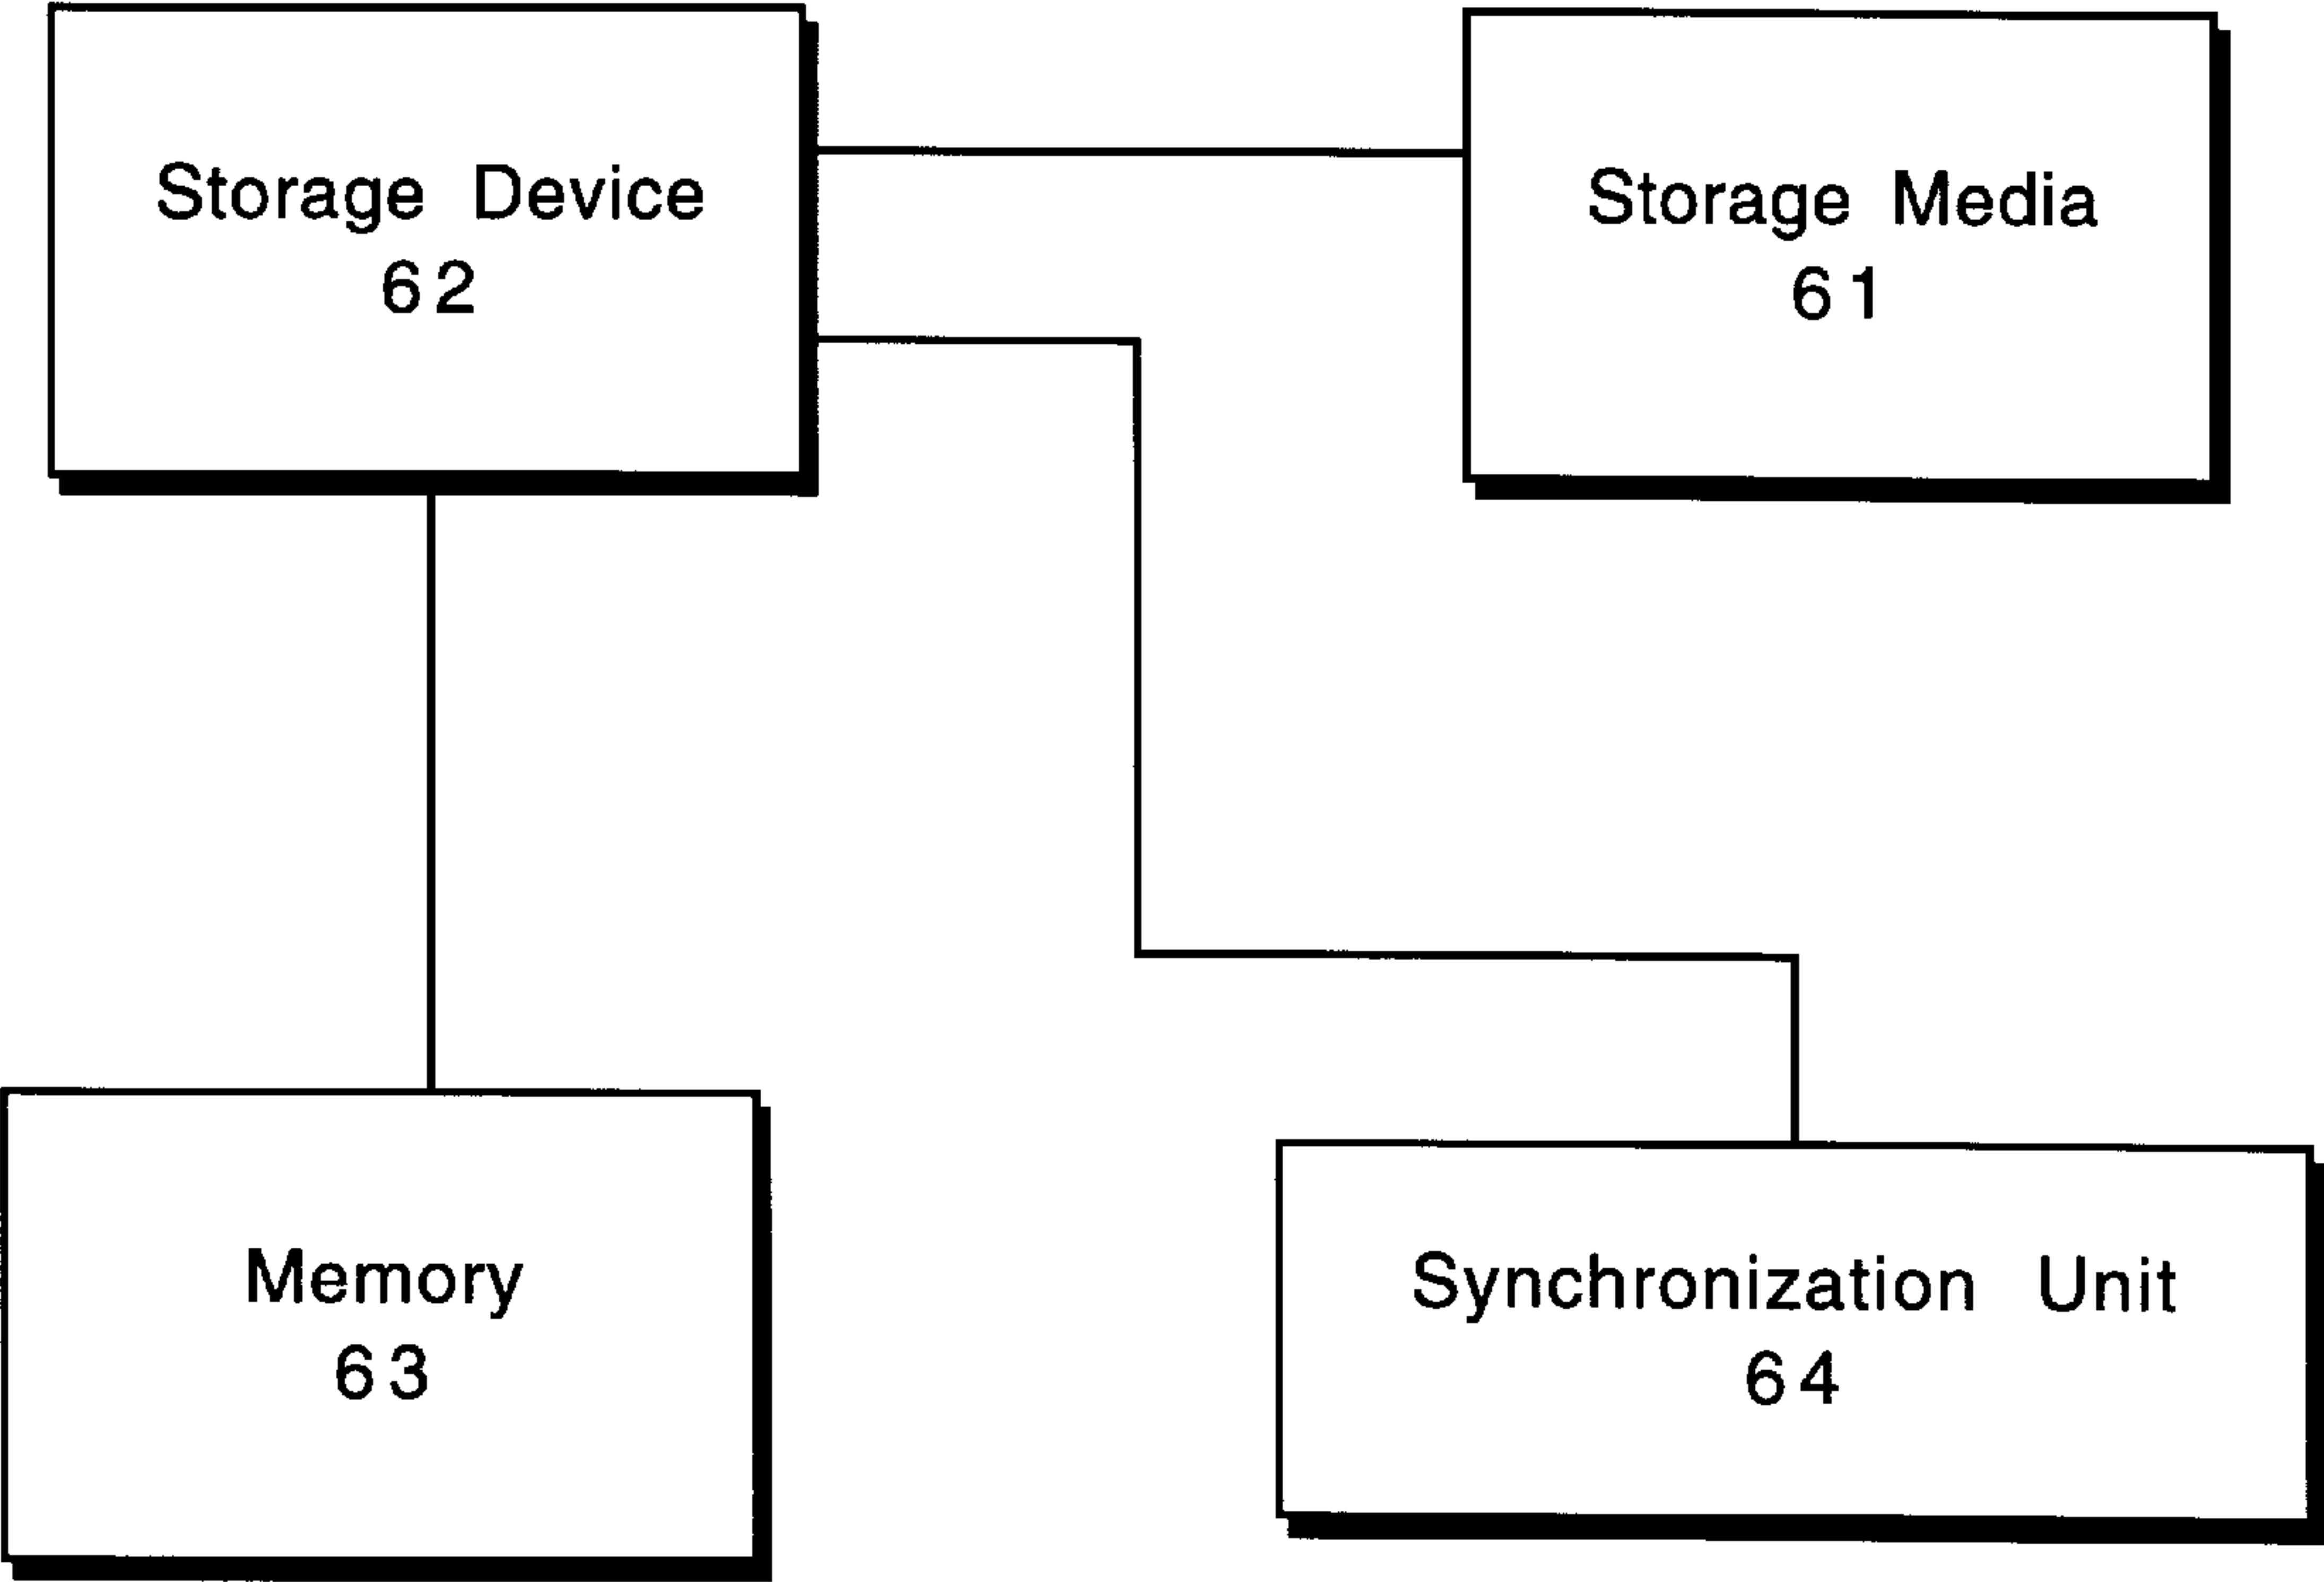 Storage Device
62
Storage Media
61
Memory
63
Synchronization Unit
64